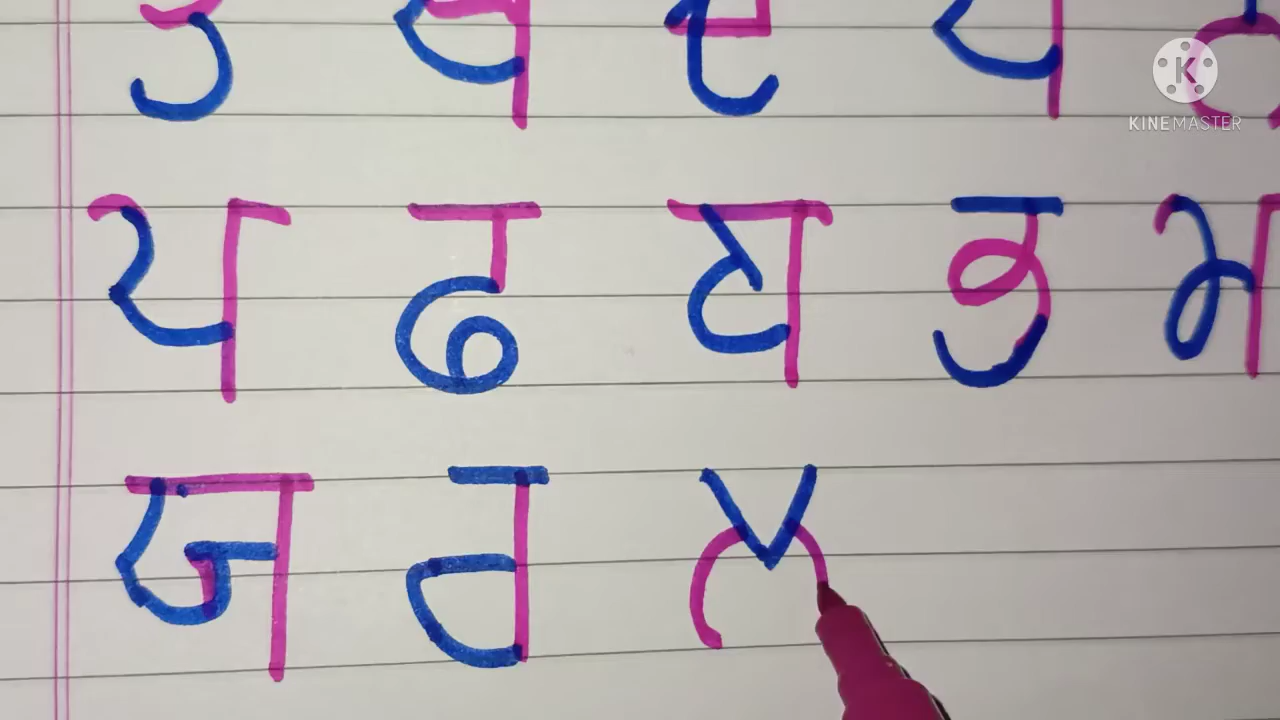 ਤ ਥ ਦ ਧ ਨ
K
KINEMASTER
ਪ ਫ ਬ ਭ ਮ
ਯ ਰ ਲ